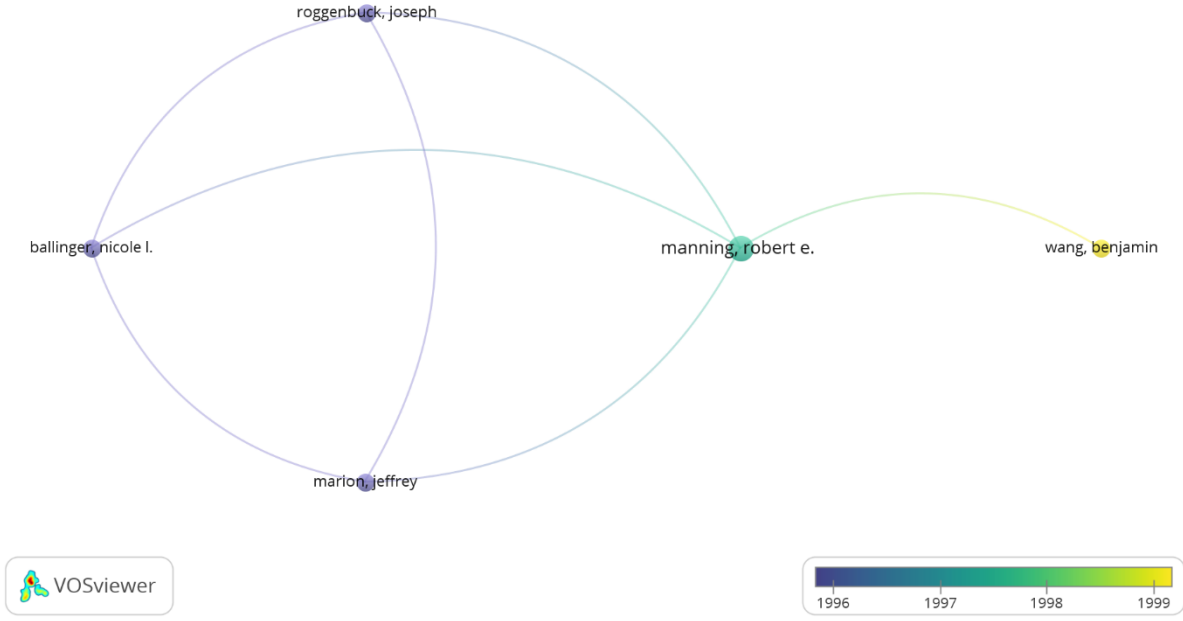 roggenbuck, joseph
ballinger, nicole l.
manning, robert e.
wang, benjamin
marion, jeffrey
VOSviewer
1996
1997
1998
1999